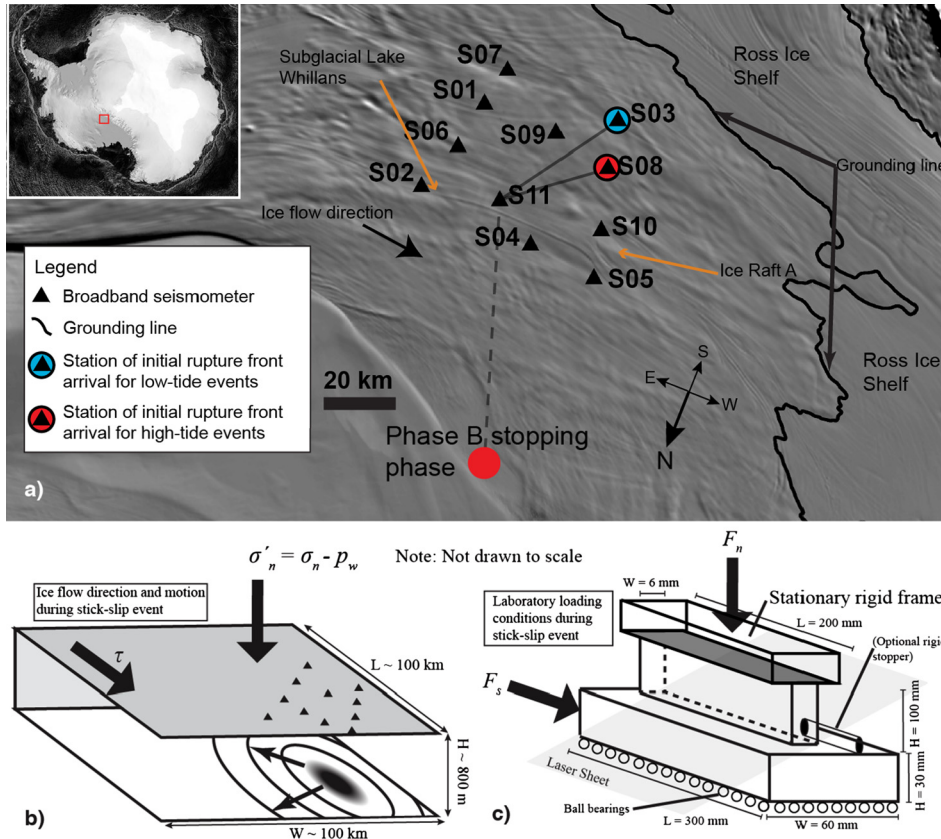 S07
S01
S03
S06
S09
S08
S02
S11
S10
S04
S05
Subglacial Lake
Whillans
Ice flow direction
Ross Ice
Shelf
Grounding line
Ice Raft A
Ross Ice
Shelf
Legend
Broadband seismometer
Grounding line
Station of initial rupture front
arrival for low-tide events
Station of initial rupture front
arrival for high-tide events
20 km
S
E
W
N
Phase B stopping
phase
a)
σ′n = σn - pw
Note: Not drawn to scale
Ice flow direction and motion
during stick-slip event
τ
L ~ 100 km
H ~ 800 m
W ~ 100 km
b)
Fn
W = 6 mm
Laboratory loading
conditions during
stick-slip event
Stationary rigid frame
L = 200 mm
(Optional rigid
stopper)
Fs
H = 100 mm
H = 30 mm
Laser Sheet
Ball bearings
L = 300 mm
W = 60 mm
c)